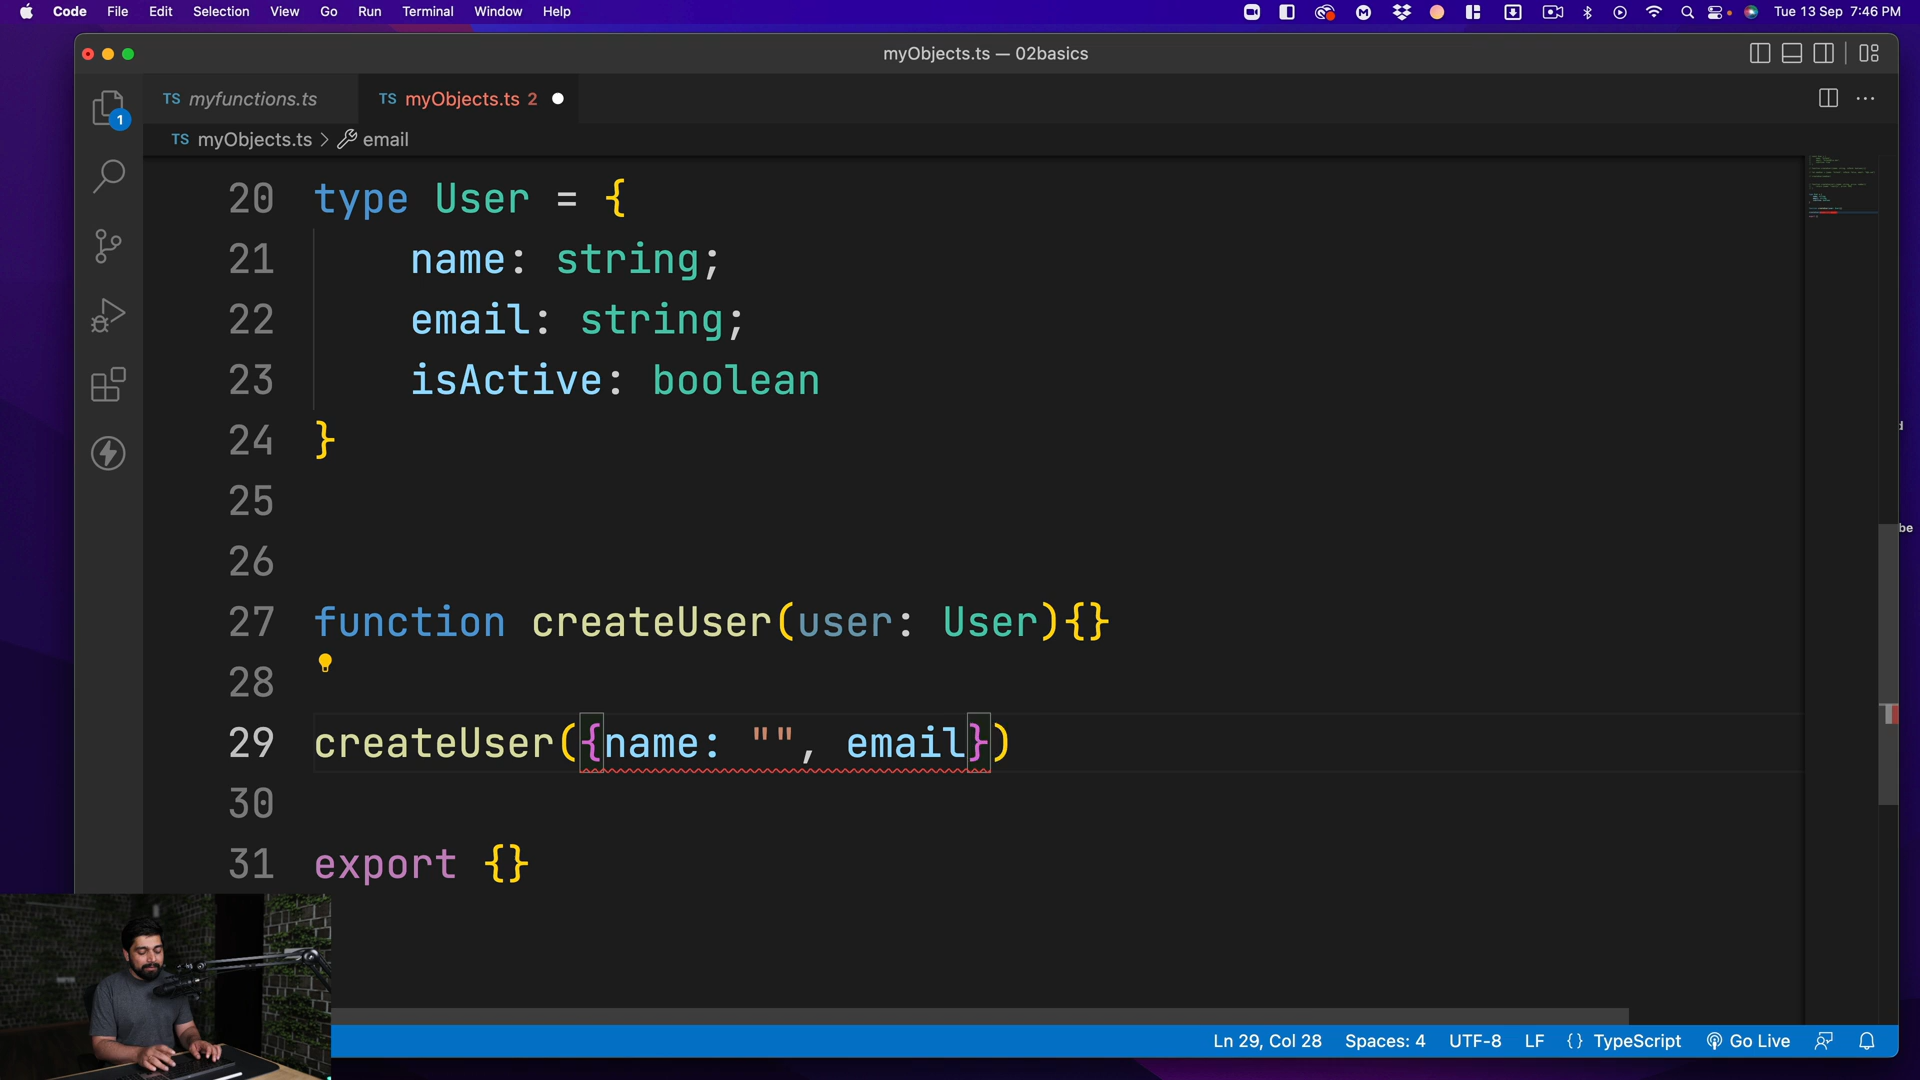 Code File Edit Selection View Go Run Terminal Window Help Tue 13 Sep 7:46 PM
myObjects.ts — 02basics
TS myfunctions.ts TS myObjects.ts 2
1
TS myObjects.ts > email
20 type User = {
21 name: string;
22 email: string;
23 isActive: boolean
24 }
25
26
27 function createUser(user: User){}
28
29 createUser({name: "", email})
30
31 export {}
be
Ln 29, Col 28 Spaces: 4 UTF-8 LF {} TypeScript Go Live